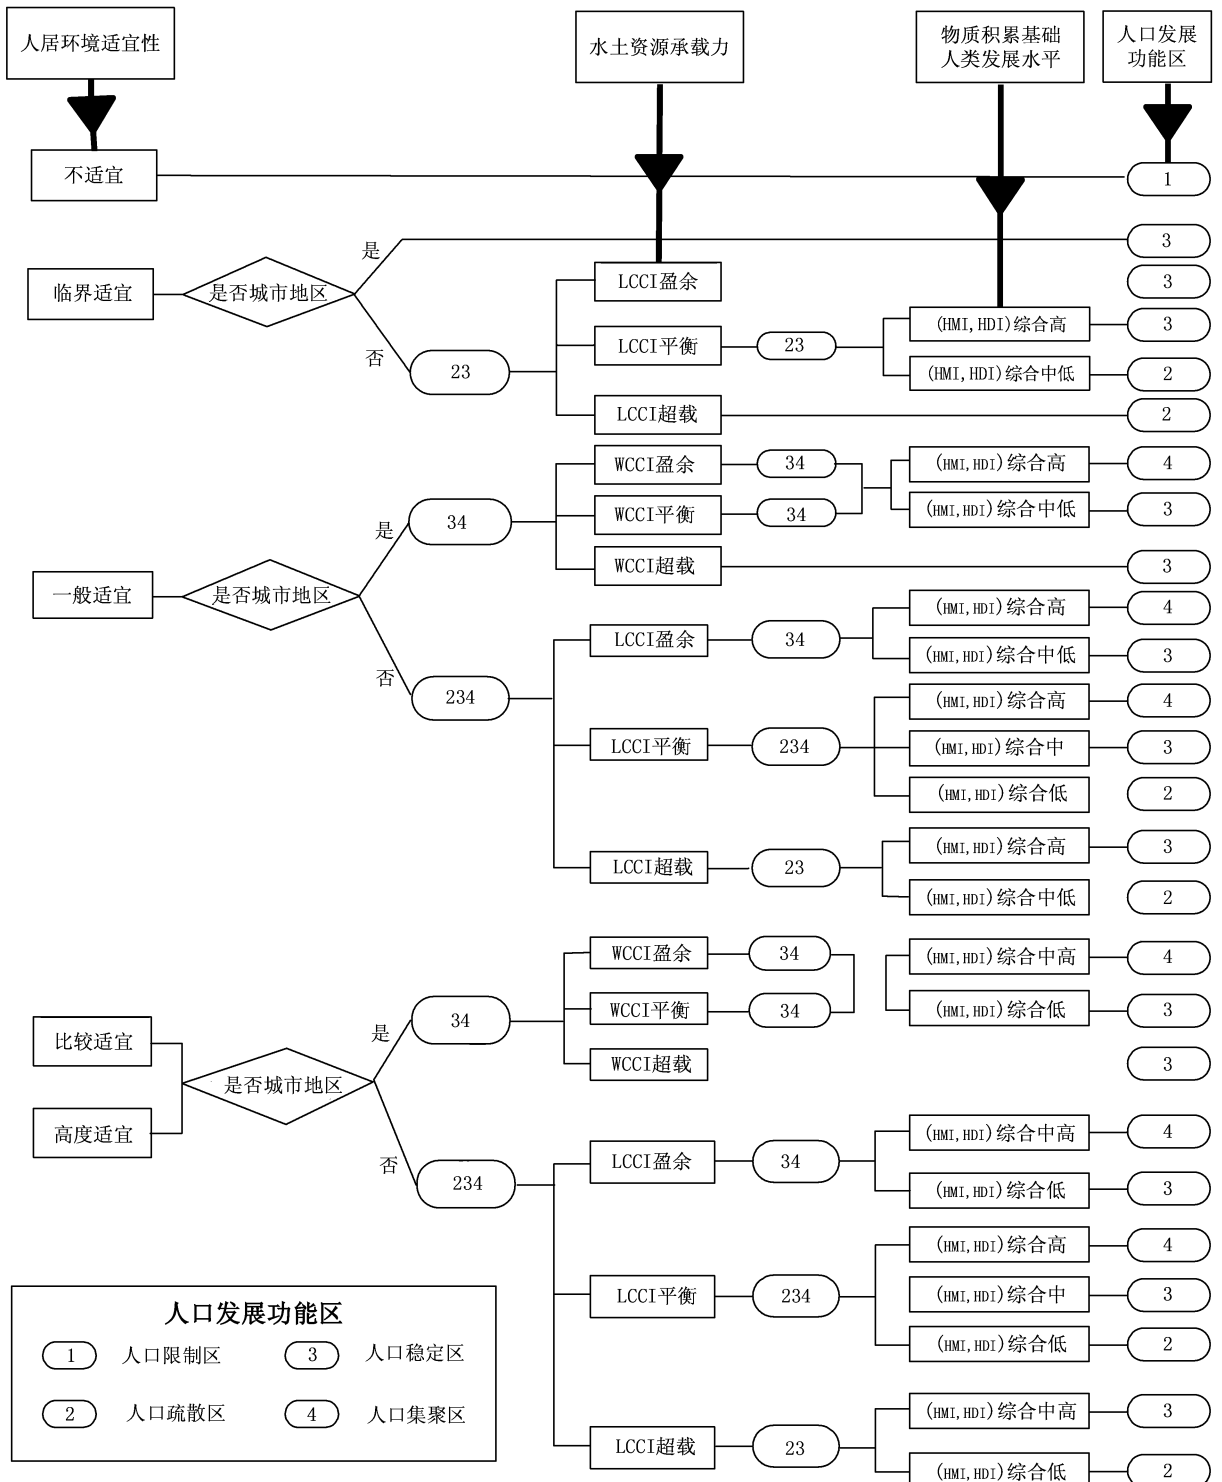 人居环境适宜性
水土资源承载力
物质积累基础
人类发展水平
人口发展
功能区
不适宜
1
是
3
临界适宜
是否城市地区
LCCI盈余
3
(HMI,HDI)综合高
3
LCCI平衡
23
否
23
(HMI,HDI)综合中低
2
LCCI超载
2
WCCI盈余
34
(HMI,HDI)综合高
4
是
34
WCCI平衡
34
(HMI,HDI)综合中低
3
WCCI超载
3
一般适宜
是否城市地区
(HMI,HDI)综合高
4
LCCI盈余
34
(HMI,HDI)综合中低
3
否
234
(HMI,HDI)综合高
4
LCCI平衡
234
(HMI,HDI)综合中
3
(HMI,HDI)综合低
2
(HMI,HDI)综合高
3
LCCI超载
23
(HMI,HDI)综合中低
2
WCCI盈余
34
(HMI,HDI)综合中高
4
是
34
WCCI平衡
34
(HMI,HDI)综合低
3
比较适宜
WCCI超载
3
是否城市地区
高度适宜
(HMI,HDI)综合中高
4
否
234
LCCI盈余
34
(HMI,HDI)综合低
3
(HMI,HDI)综合高
4
LCCI平衡
234
(HMI,HDI)综合中
3
(HMI,HDI)综合低
2
(HMI,HDI)综合中高
3
LCCI超载
23
(HMI,HDI)综合低
2
人口发展功能区
1 人口限制区
3 人口稳定区
2 人口疏散区
4 人口集聚区